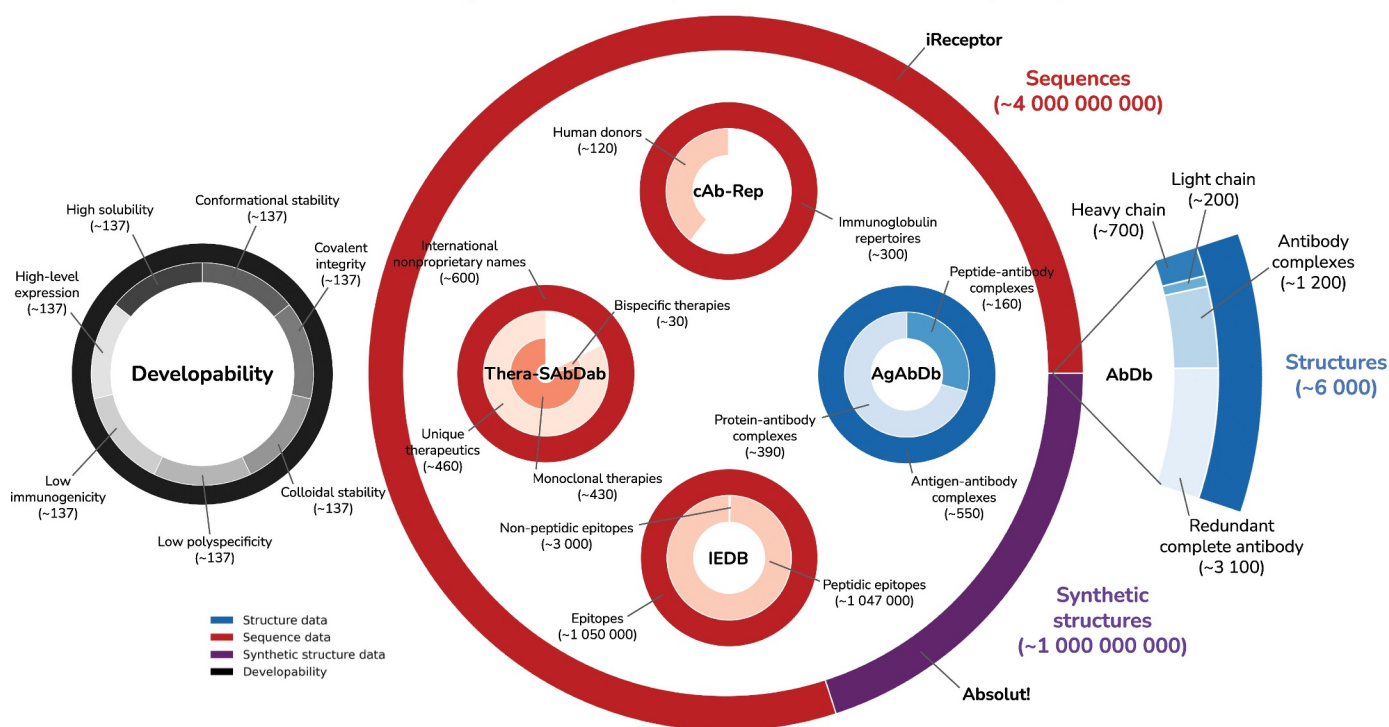 iReceptor
Sequences
(~4 000 000 000)
Human donors
(~120)
cAb-Rep
Immunoglobulin
repertoires
(~300)
Light chain
(~200)
Heavy chain
(~700)
Antibody
complexes
(~1 200)
Structures
(~6 000)
AbDb
Redundant
complete antibody
(~3 100)
High solubility
(~137)
Conformational stability
(~137)
Covalent
integrity
(~137)
High-level
expression
(~137)
Developability
Low
immunogenicity
(~137)
Colloidal stability
(~137)
Low polyspecificity
(~137)
International
nonproprietary names
(~600)
Bispecific therapies
(~30)
Thera-SAbDab
Unique
therapeutics
(~460)
Monoclonal therapies
(~430)
Peptide-antibody
complexes
(~160)
AgAbDb
Protein-antibody
complexes
(~390)
Antigen-antibody
complexes
(~550)
Non-peptidic epitopes
(~3 000)
IEDB
Peptidic epitopes
(~1 047 000)
Epitopes
(~1 050 000)
Synthetic
structures
(~1 000 000 000)
Absolut!
Structure data
Sequence data
Synthetic structure data
Developability